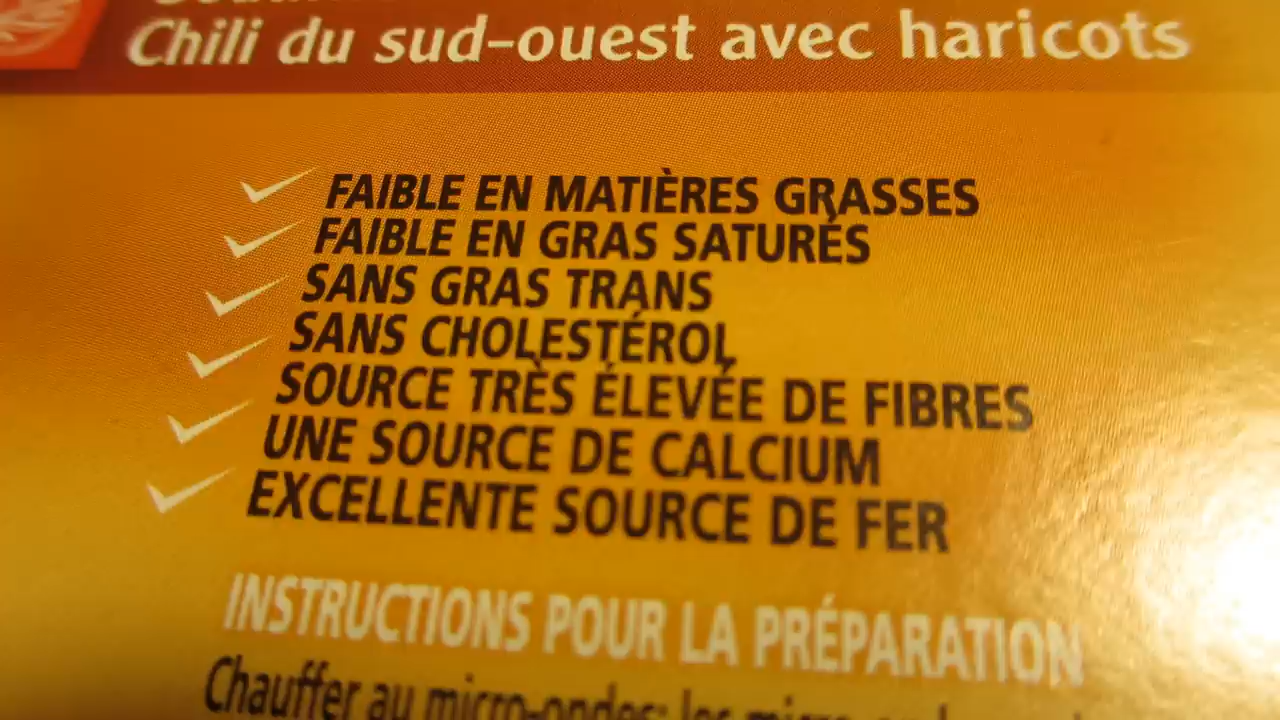 Chili du sud-ouest avec haricots
FAIBLE EN MATIÈRES GRASSES
FAIBLE EN GRAS SATURÉS
SANS GRAS TRANS
SANS CHOLESTÉROL
SOURCE TRÈS ÉLEVÉE DE FIBRES
UNE SOURCE DE CALCIUM
EXCELLENTE SOURCE DE FER
INSTRUCTIONS POUR LA PRÉPARATION
Chauffer au micro-ondes: les